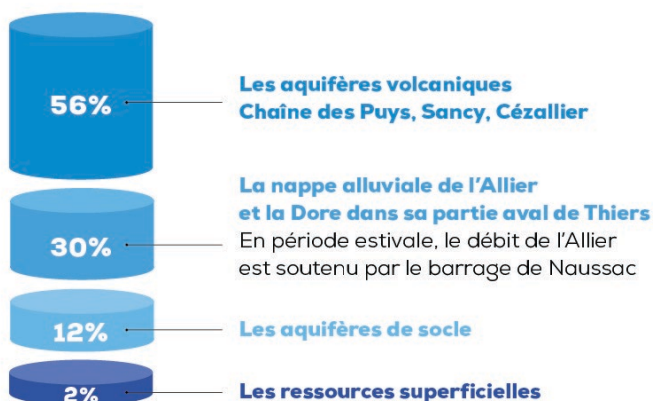 56%
Les aquifères volcaniques
Chaîne des Puys, Sancy, Cézallier
30%
La nappe alluviale de l'Allier
et la Dore dans sa partie aval de Thiers
En période estivale, le débit de l'Allier
est soutenu par le barrage de Naussac
12%
Les aquifères de socle
2%
Les ressources superficielles